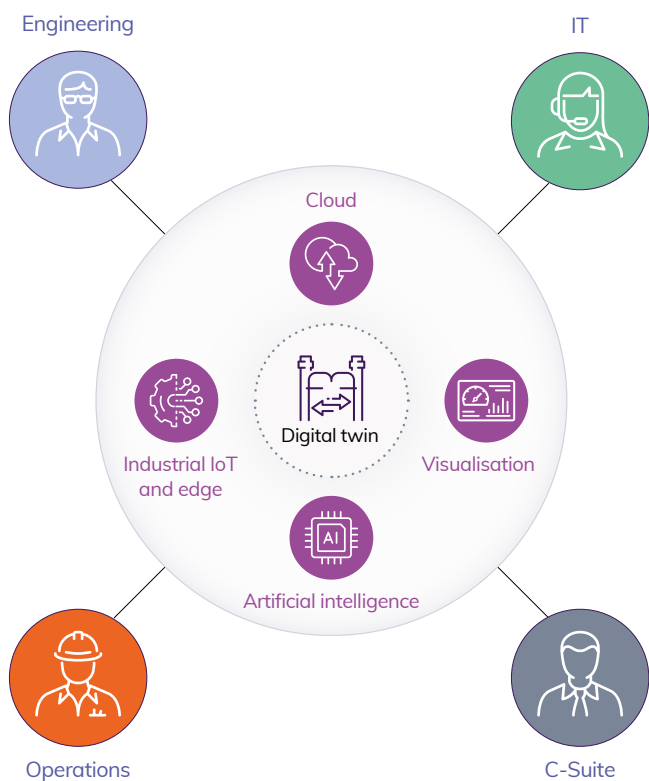 Engineering
IT
Cloud
Digital twin
Industrial IoT
and edge
Visualisation
AI
Artificial intelligence
Operations
C-Suite